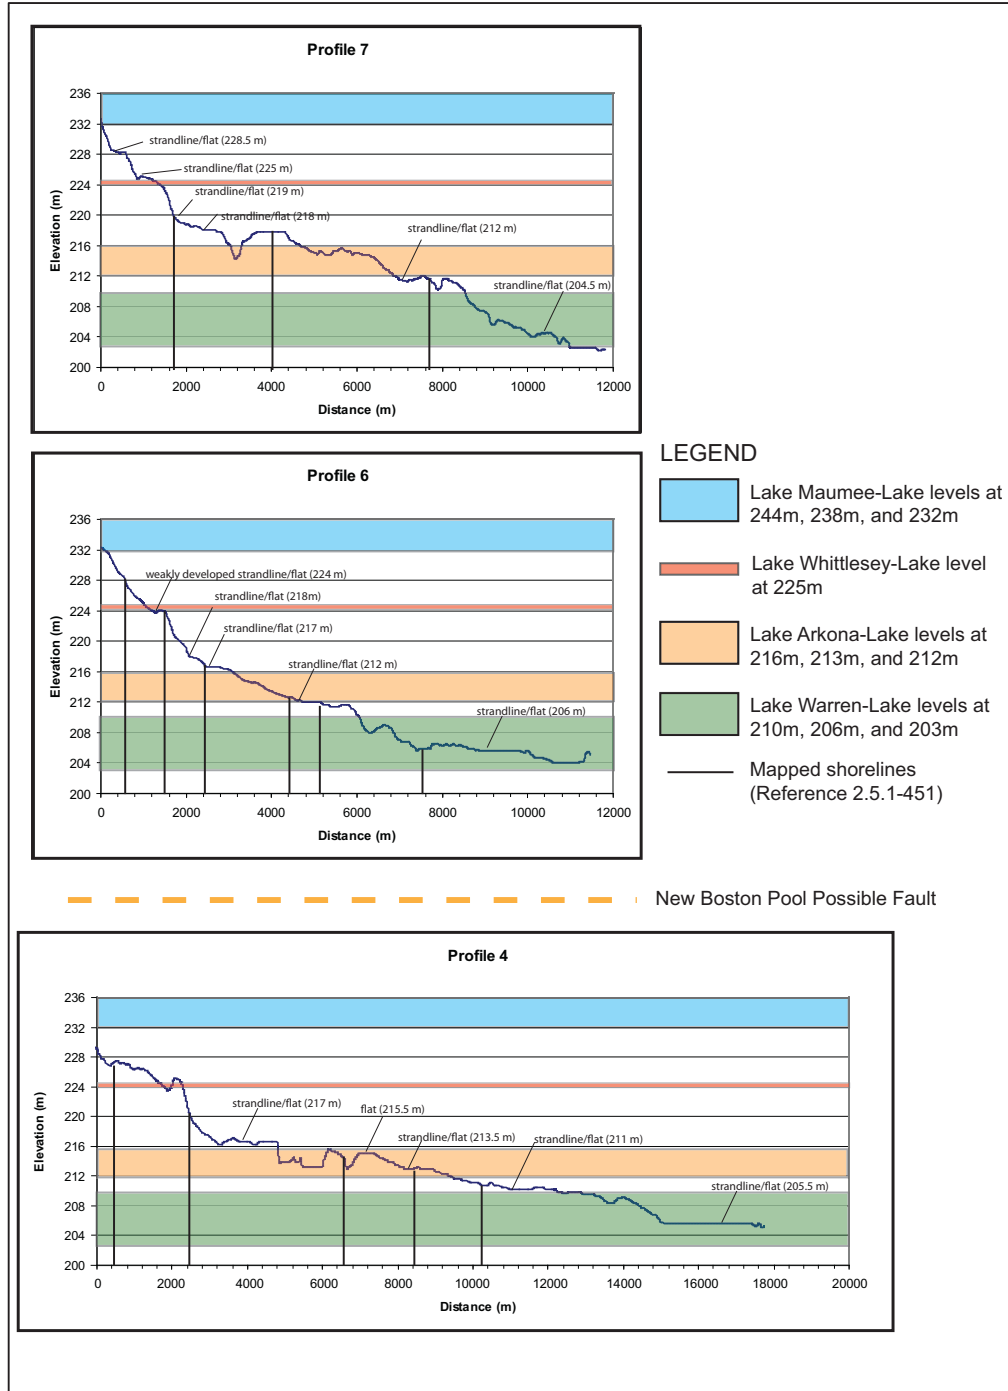 Profile 7
236
232
228
224
220
216
212
208
204
200
Elevation (m)
strandline/flat (228.5 m)
strandline/flat (225 m)
strandline/flat (219 m)
strandline/flat (218 m)
strandline/flat (212 m)
strandline/flat (204.5 m)
0 2000 4000 6000 8000 10000 12000
Distance (m)
Profile 6
236
232
228
224
220
216
212
208
204
200
Elevation (m)
weakly developed strandline/flat (224 m)
strandline/flat (218m)
strandline/flat (217 m)
strandline/flat (212 m)
strandline/flat (206 m)
0 2000 4000 6000 8000 10000 12000
Distance (m)
LEGEND
Lake Maumee-Lake levels at
244m, 238m, and 232m
Lake Whittlesey-Lake level
at 225m
Lake Arkona-Lake levels at
216m, 213m, and 212m
Lake Warren-Lake levels at
210m, 206m, and 203m
Mapped shorelines
(Reference 2.5.1-451)
New Boston Pool Possible Fault
Profile 4
236
232
228
224
220
216
212
208
204
200
Elevation (m)
strandline/flat (217 m)
flat (215.5 m)
strandline/flat (213.5 m)
strandline/flat (211 m)
strandline/flat (205.5 m)
0 2000 4000 6000 8000 10000 12000 14000 16000 18000 20000
Distance (m)